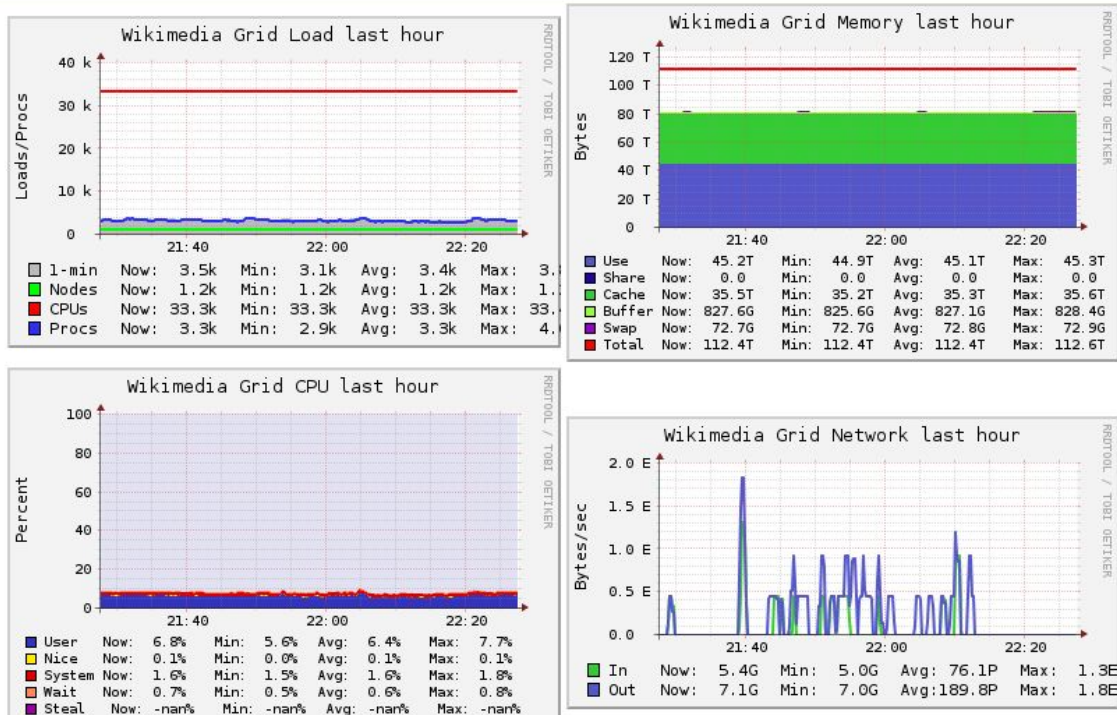 Wikimedia Grid Load last hour
RRDTOOL / TOBI OETIKER
Loads/Procs
40 k
30 k
20 k
10 k
0
21:40 22:00 22:20
1-min Now: 3.5k Min: 3.1k Avg: 3.4k Max: 3.8
Nodes Now: 1.2k Min: 1.2k Avg: 1.2k Max: 1.
CPUs Now: 33.3k Min: 33.3k Avg: 33.3k Max: 33.
Procs Now: 3.3k Min: 2.9k Avg: 3.3k Max: 4.
Wikimedia Grid Memory last hour
RRDTOOL / TOBI OETIKER
Bytes
120 T
100 T
80 T
60 T
40 T
20 T
0
21:40 22:00 22:20
Use Now: 45.2T Min: 44.9T Avg: 45.1T Max: 45.3T
Share Now: 0.0 Min: 0.0 Avg: 0.0 Max: 0.0
Cache Now: 35.5T Min: 35.2T Avg: 35.3T Max: 35.6T
Buffer Now: 827.6G Min: 825.6G Avg: 827.1G Max: 828.4G
Swap Now: 72.7G Min: 72.7G Avg: 72.8G Max: 72.9G
Total Now: 112.4T Min: 112.4T Avg: 112.4T Max: 112.6T
Wikimedia Grid CPU last hour
RRDTOOL / TOBI OETIKER
Percent
100
80
60
40
20
0
21:40 22:00 22:20
User Now: 6.8% Min: 5.6% Avg: 6.4% Max: 7.7%
Nice Now: 0.1% Min: 0.0% Avg: 0.1% Max: 0.1%
System Now: 1.6% Min: 1.5% Avg: 1.6% Max: 1.8%
Wait Now: 0.7% Min: 0.5% Avg: 0.6% Max: 0.8%
Steal Now: -nan% Min: -nan% Avg: -nan% Max: -nan%
Wikimedia Grid Network last hour
RRDTOOL / TOBI OETIKER
Bytes/sec
2.0 E
1.5 E
1.0 E
0.5 E
0.0
21:40 22:00 22:20
In Now: 5.4G Min: 5.0G Avg: 76.1P Max: 1.3E
Out Now: 7.1G Min: 7.0G Avg:189.8P Max: 1.8E